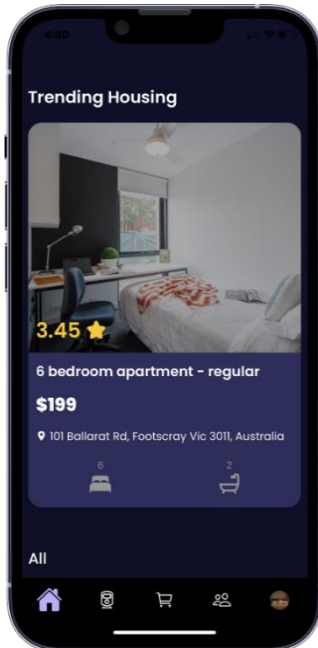 4:40
Trending Housing
3.45
6 bedroom apartment - regular
$199
101 Ballarat Rd, Footscray Vic 3011, Australia
6 2
All